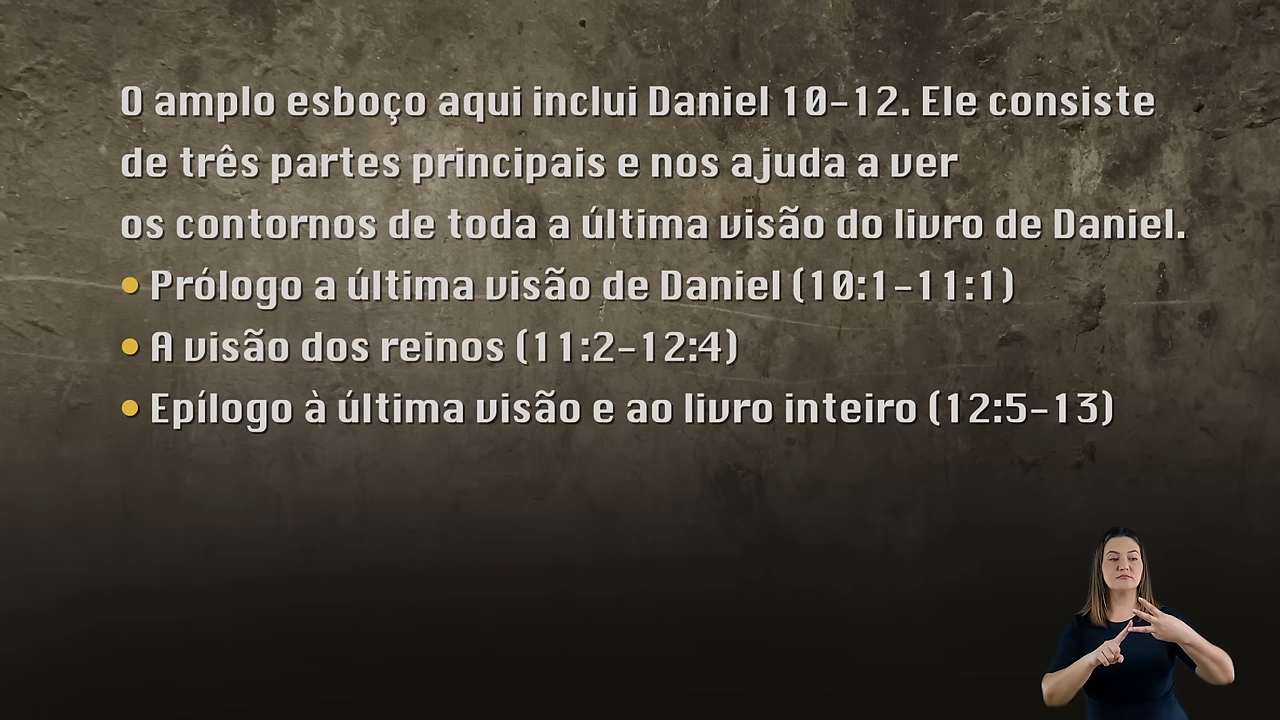 O amplo esboço aqui inclui Daniel 10-12. Ele consiste
de três partes principais e nos ajuda a ver
os contornos de toda a última visão do livro de Daniel.
• Prólogo a última visão de Daniel (10:1-11:1)
• A visão dos reinos (11:2-12:4)
• Epílogo à última visão e ao livro inteiro (12:5-13)